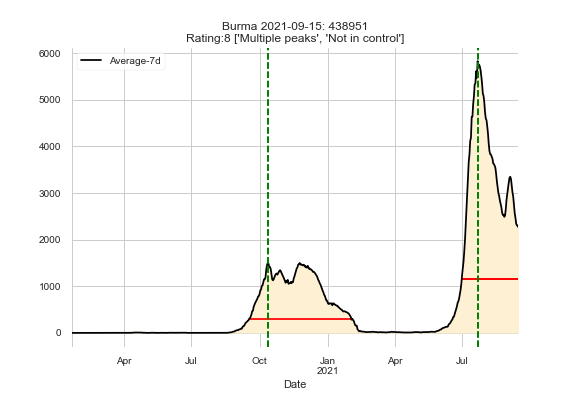 Burma 2021-09-15: 438951
Rating:8 ['Multiple peaks', 'Not in control']
Average-7d
6000
5000
4000
3000
2000
1000
0
Apr
Jul
Oct
Jan
2021
Apr
Jul
Date